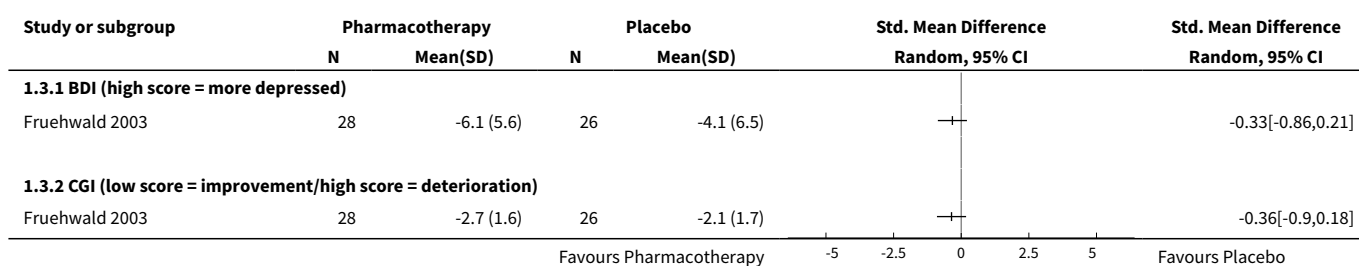 Study or subgroup Pharmacotherapy Placebo Std. Mean Difference Std. Mean Difference
N Mean(SD) N Mean(SD) Random, 95% CI Random, 95% CI
1.3.1 BDI (high score = more depressed)
Fruehwald 2003 28 -6.1 (5.6) 26 -4.1 (6.5) -0.33[-0.86,0.21]
1.3.2 CGI (low score = improvement/high score = deterioration)
Fruehwald 2003 28 -2.7 (1.6) 26 -2.1 (1.7) -0.36[-0.9,0.18]
Favours Pharmacotherapy -5 -2.5 0 2.5 5 Favours Placebo